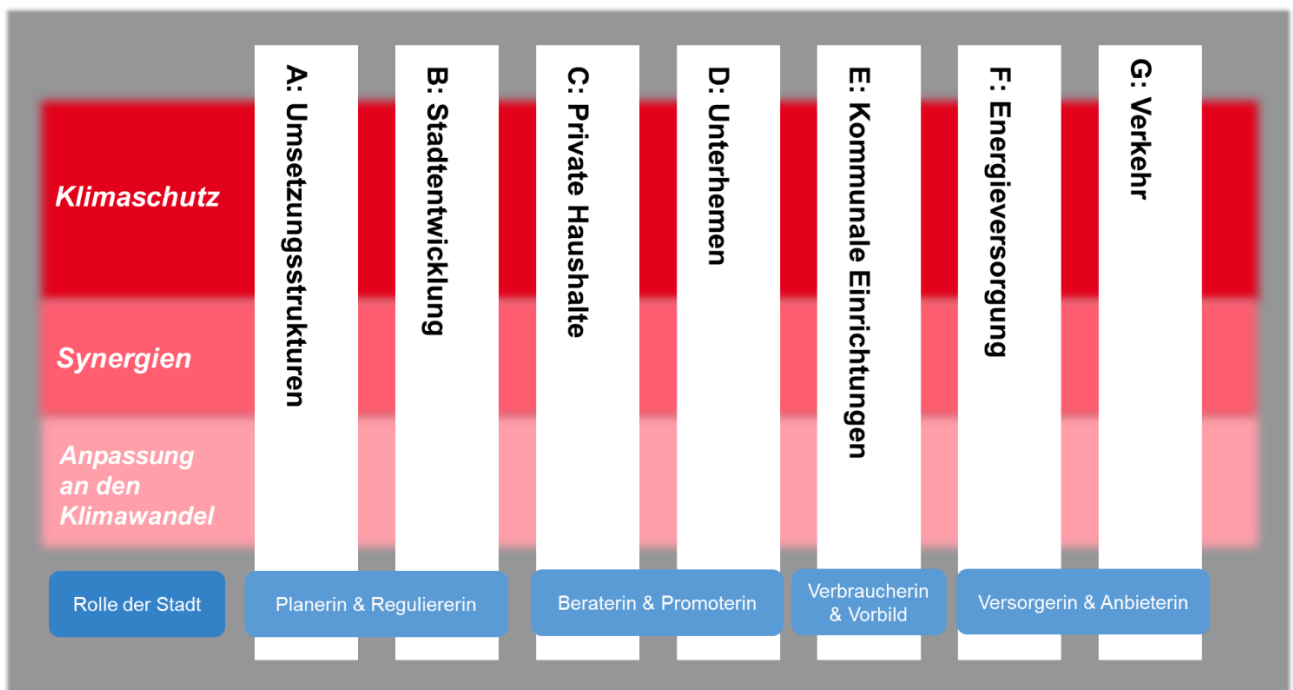 A: Umsetzungsstrukturen
B: Stadtentwicklung
C: Private Haushalte
D: Unterhemen
E: Kommunale Einrichtungen
F: Energieversorgung
G: Verkehr
Klimaschutz
Synergien
Anpassung
an den
Klimawandel
Rolle der Stadt
Planerin & Reguliererin
Beraterin & Promoterin
Verbraucherin
& Vorbild
Versorgerin & Anbieterin